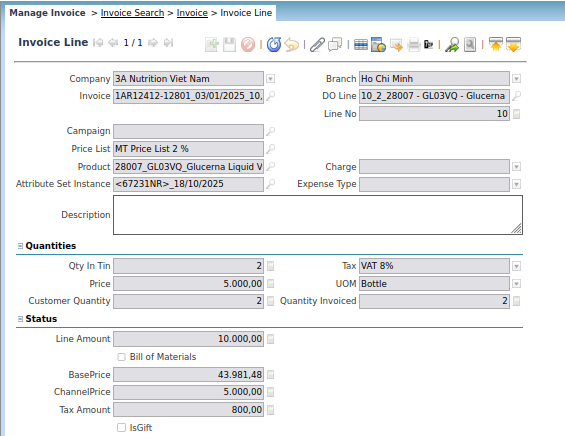 Manage Invoice > Invoice Search > Invoice > Invoice Line
Invoice Line 1 / 1
Company 3A Nutrition Viet Nam Branch Ho Chi Minh
Invoice 1AR12412-12801_03/01/2025_10, DO Line 10_2_28007 - GL03VQ - Glucerna
Line No 10
Campaign
Price List MT Price List 2 %
Product 28007_GL03VQ_Glucerna Liquid V Charge
Attribute Set Instance <67231NR>_18/10/2025 Expense Type
Description
Quantities
Qty In Tin 2 Tax VAT 8%
Price 5.000,00 UOM Bottle
Customer Quantity 2 Quantity Invoiced 2
Status
Line Amount 10.000,00
Bill of Materials
BasePrice 43.981,48
ChannelPrice 5.000,00
Tax Amount 800,00
IsGift